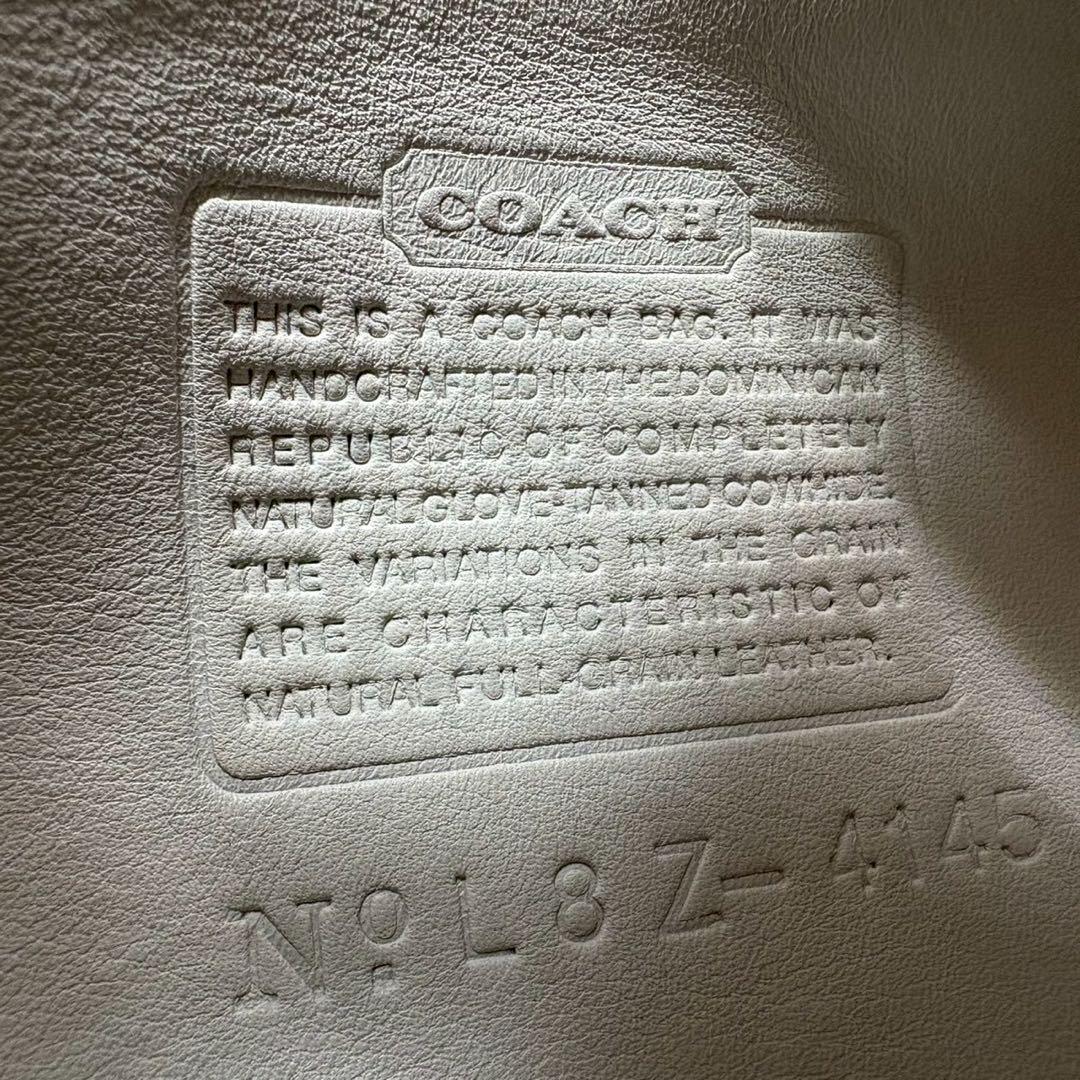 COACH
THIS IS A COACH BAG. IT WAS
HANDCRAFTED IN THE DOMINICAN
REPUBLIC OF COMPLETELY
NATURAL GLOVE-TANNED COWHIDE.
THE VARIATIONS IN THE GRAIN
ARE CHARACTERISTIC OF
NATURAL FULL-GRAIN LEATHER.
Nº L8Z-4145